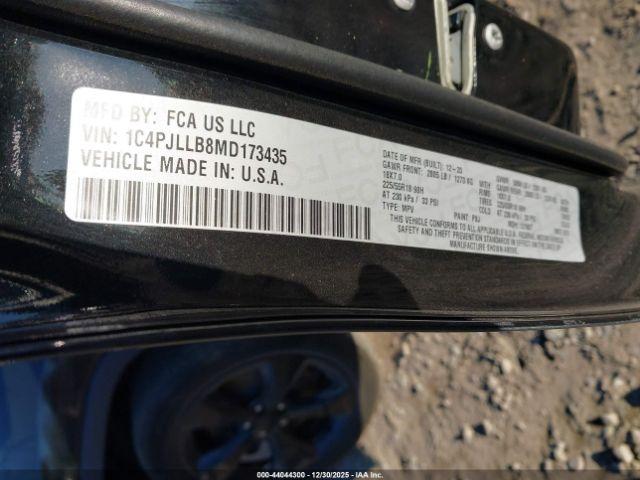 MFD BY: FCA US LLC
VIN: 1C4PJLLB8MD173435
VEHICLE MADE IN: U.S.A.
DATE OF MFR (BUILT): 12-20
GAWR FRONT: 2805 LB / 1270 KG
18X7.0
225/55R18 98H
AT 230 kPa / 33 PSI
TYPE: MPV
PAINT: PXJ
THIS VEHICLE CONFORMS TO ALL APPLICABLE U.S.A. FEDERAL MOTOR VEHICLE
SAFETY, BUMPER, AND THEFT PREVENTION STANDARDS IN EFFECT ON THE DATE OF
MANUFACTURE SHOWN ABOVE.
000-44044300 - 12/30/2025 - IAA Inc.